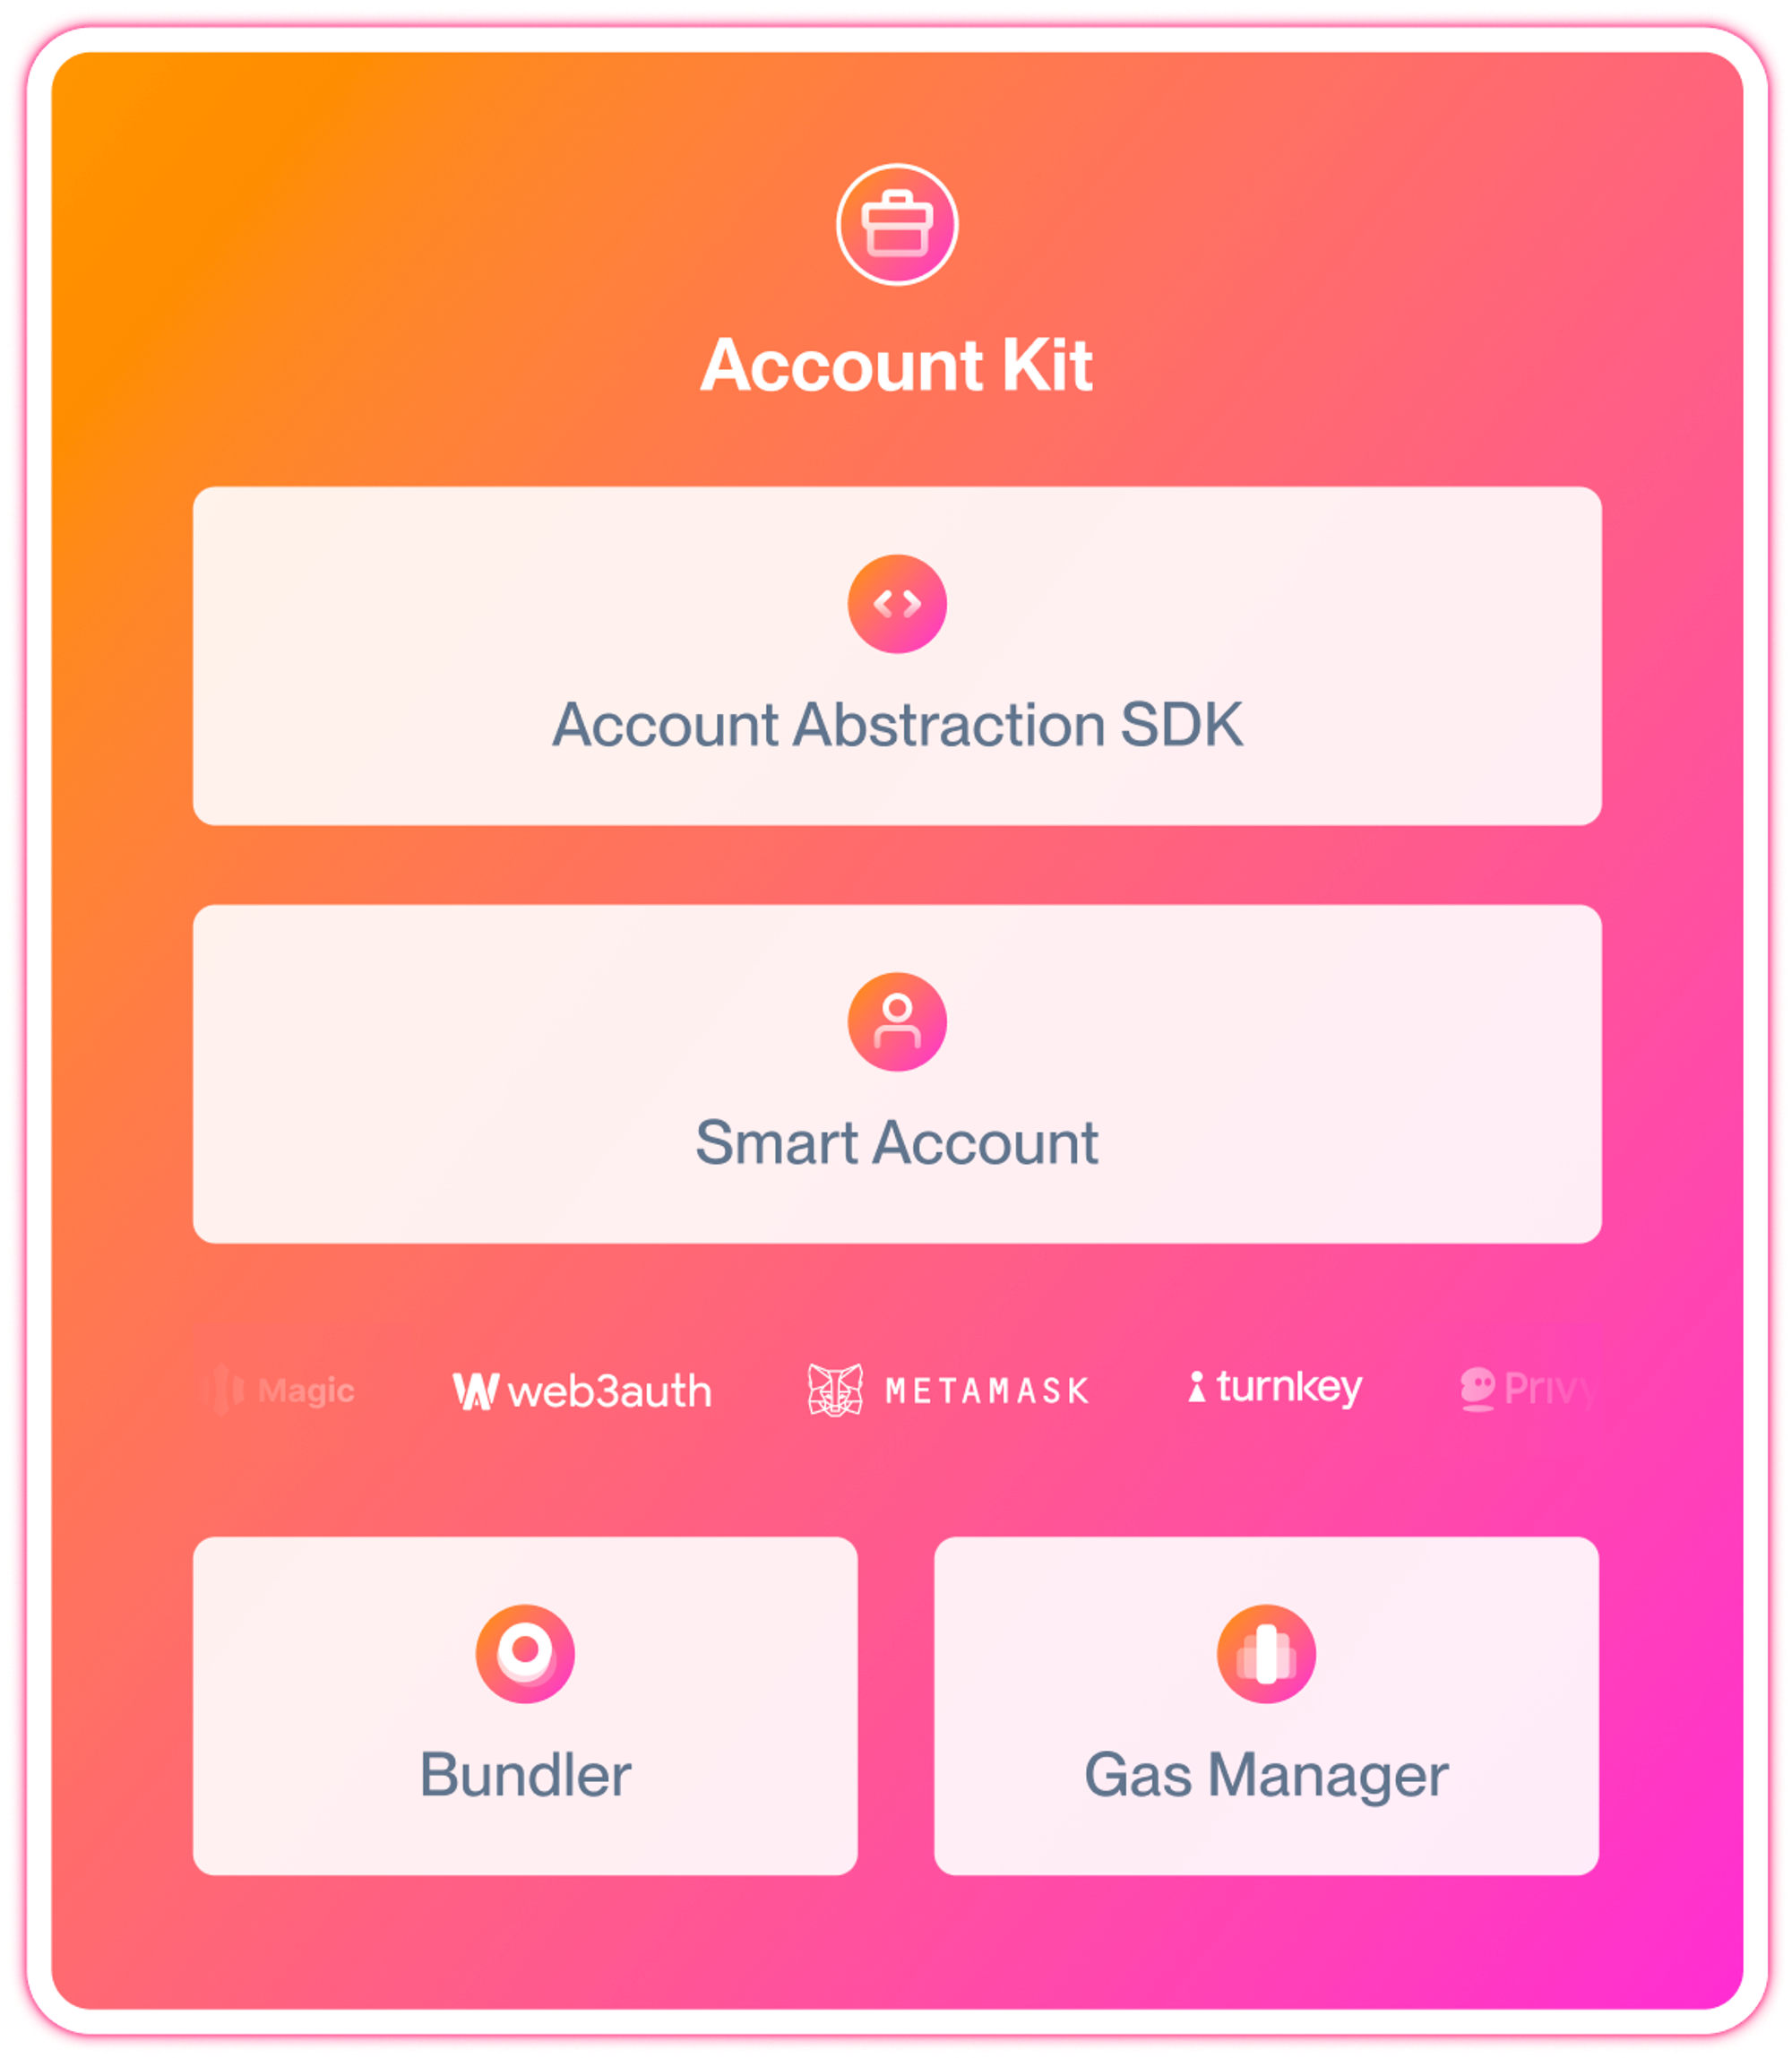 Account Kit
Account Abstraction SDK
Smart Account
Magic web3auth METAMASK turnkey Privy
Bundler Gas Manager